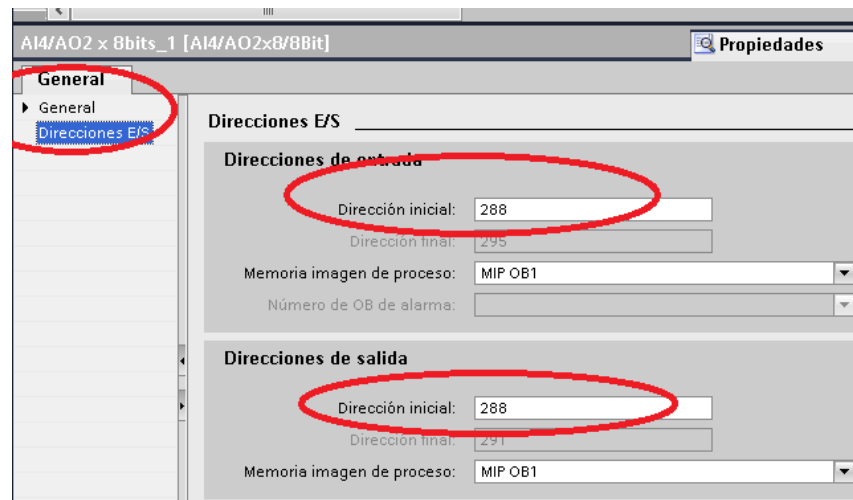 AI4/AO2 x 8bits_1 [AI4/AO2x8/8Bit]
Propiedades
General
General
Direcciones E/S
Direcciones E/S
Direcciones de entrada
Dirección inicial: 288
Dirección final: 295
Memoria imagen de proceso: MIP OB1
Número de OB de alarma:
Direcciones de salida
Dirección inicial: 288
Dirección final: 291
Memoria imagen de proceso: MIP OB1